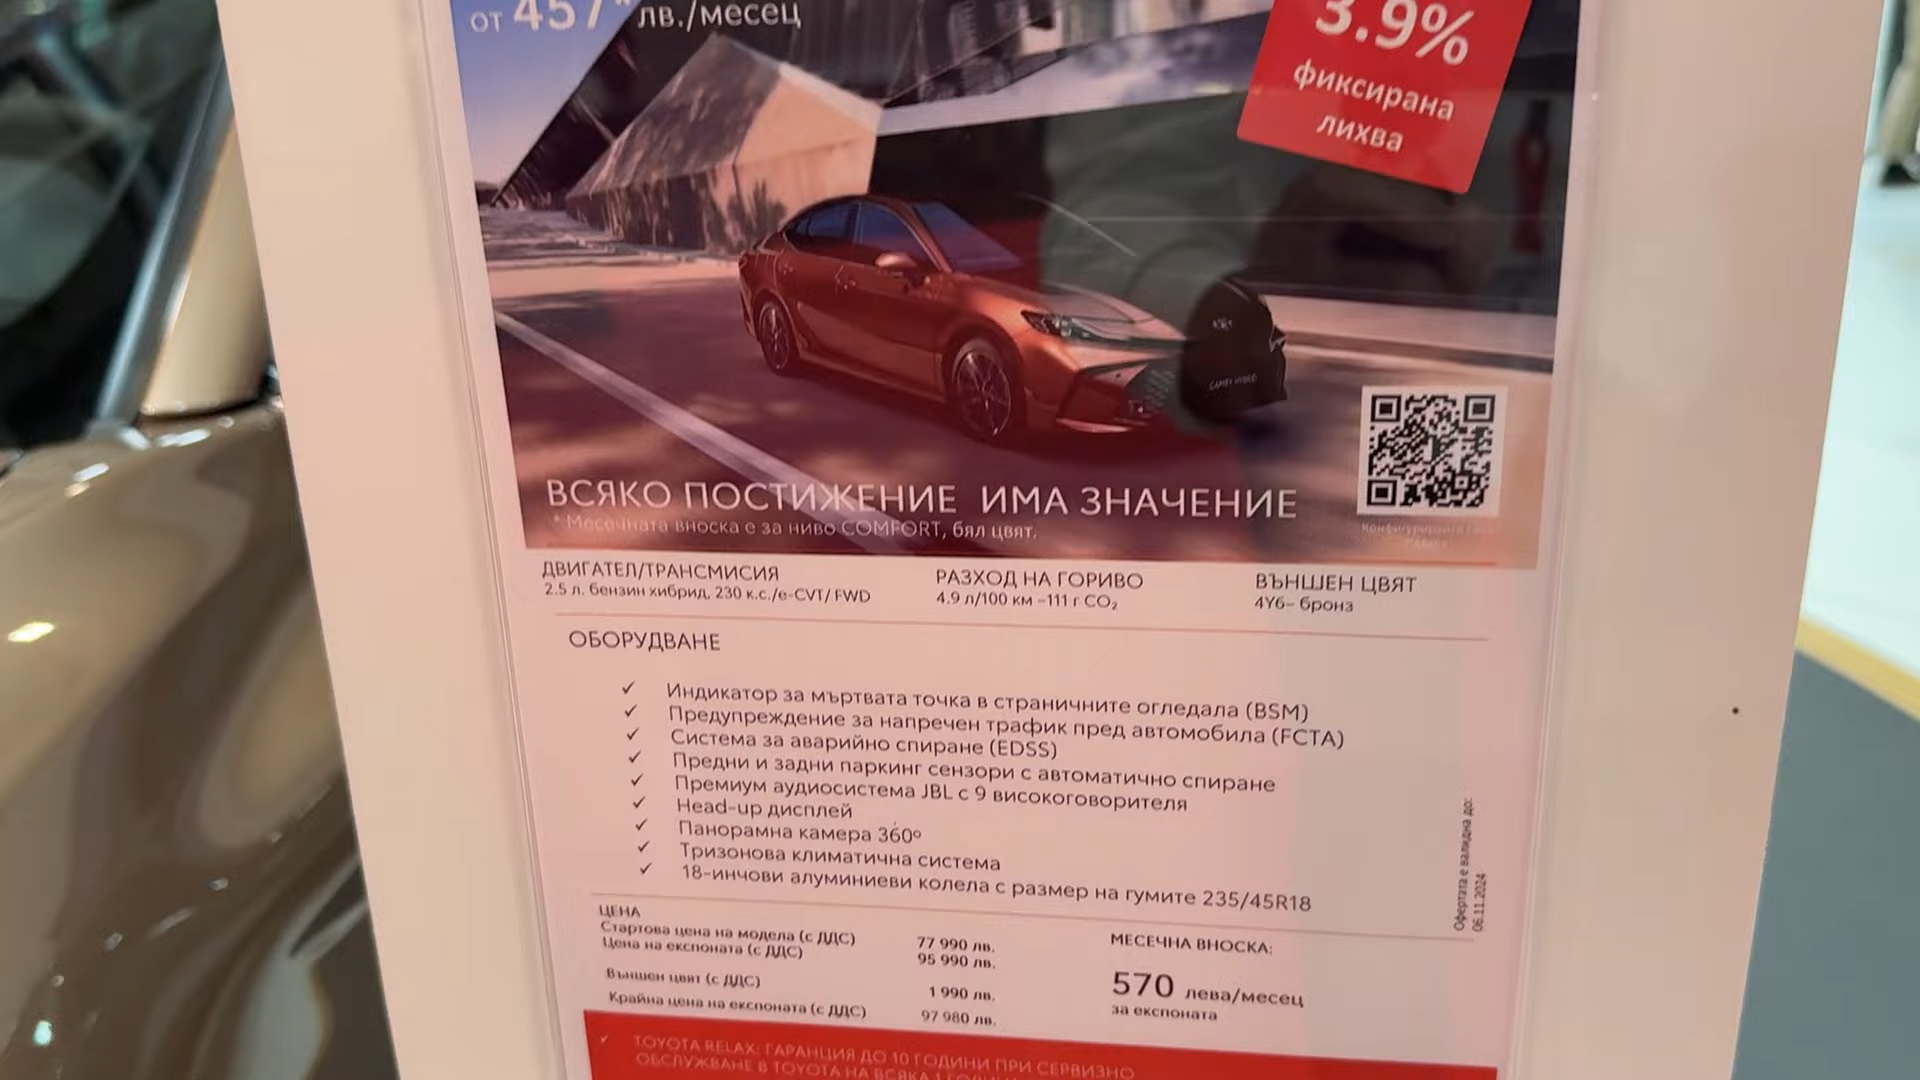 от 457* лв./месец
3.9%
фиксирана
лихва
ВСЯКО ПОСТИЖЕНИЕ ИМА ЗНАЧЕНИЕ
* Месечната вноска е за ниво COMFORT, бял цвят.
ДВИГАТЕЛ/ТРАНСМИСИЯ
2.5 л. бензин хибрид, 230 к.с./e-CVT/ FWD
РАЗХОД НА ГОРИВО
4.9 л/100 км –111 г CO₂
ВЪНШЕН ЦВЯТ
4Y6– бронз
ОБОРУДВАНЕ
✓ Индикатор за мъртвата точка в страничните огледала (BSM)
✓ Предупреждение за напречен трафик пред автомобила (FCTA)
✓ Система за аварийно спиране (EDSS)
✓ Предни и задни паркинг сензори с автоматично спиране
✓ Премиум аудиосистема JBL с 9 високоговорителя
✓ Head-up дисплей
✓ Панорамна камера 360º
✓ Тризонова климатична система
✓ 18-инчови алуминиеви колела с размер на гумите 235/45R18
Офертата е валидна до:
06.11.2024
ЦЕНА
Стартова цена на модела (с ДДС) 77 990 лв.
Цена на експоната (с ДДС) 95 990 лв.
Външен цвят (с ДДС) 1 990 лв.
Крайна цена на експоната (с ДДС) 97 980 лв.
МЕСЕЧНА ВНОСКА:
570 лева/месец
за експоната
✓ TOYOTA RELAX: ГАРАНЦИЯ ДО 10 ГОДИНИ ПРИ СЕРВИЗНО
ОБСЛУЖВАНЕ В TOYOTA НА ВСЯКА 1